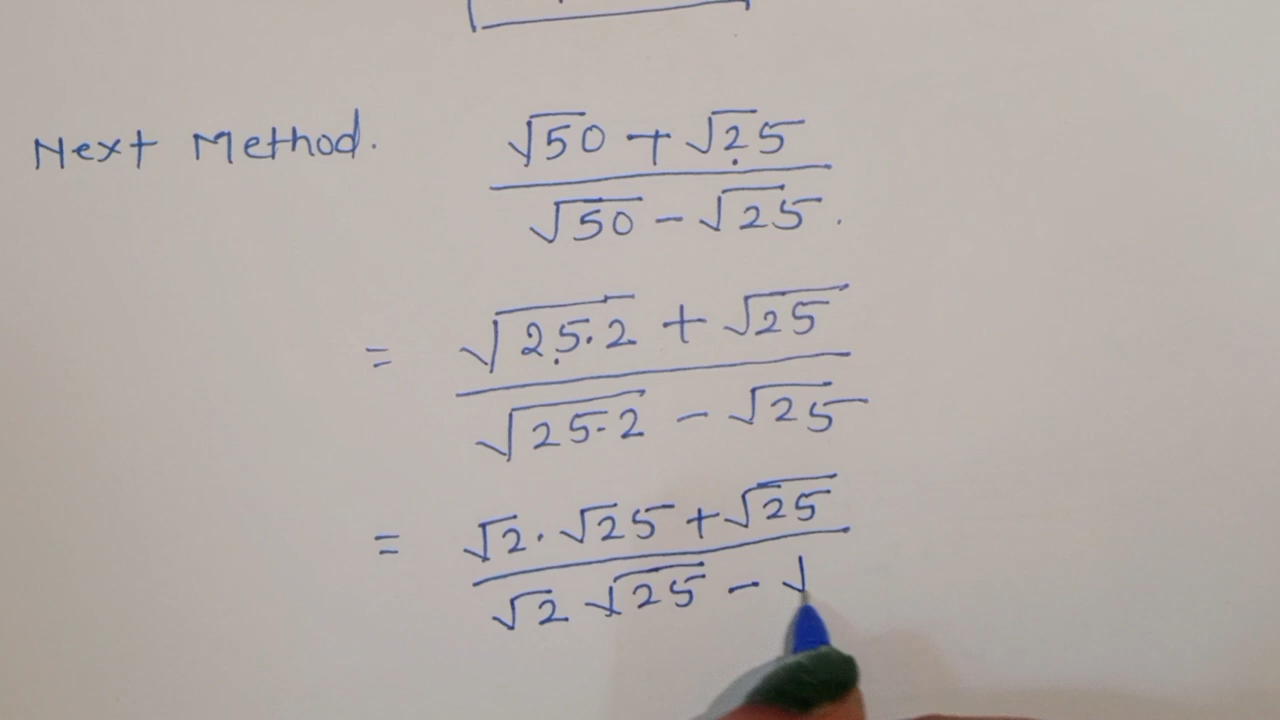 Next Method.
√50 + √25
√50 - √25.
= √25.2 + √25
√25.2 - √25
= √2.√25 + √25
√2 √25 - √